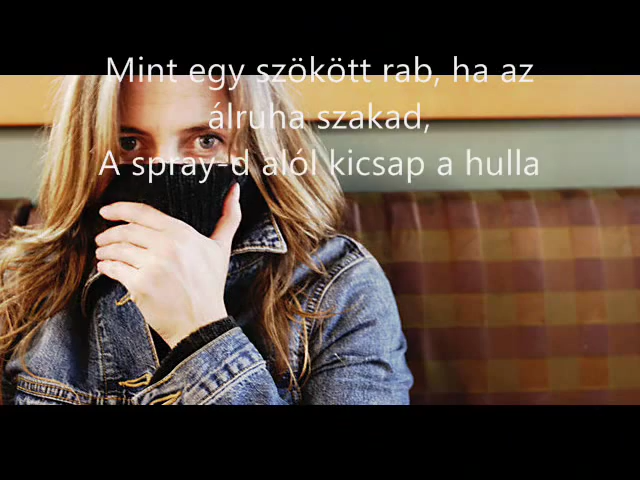 Mint egy szökött rab, ha az
álruha szakad,
A spray-d alól kicsap a hulla